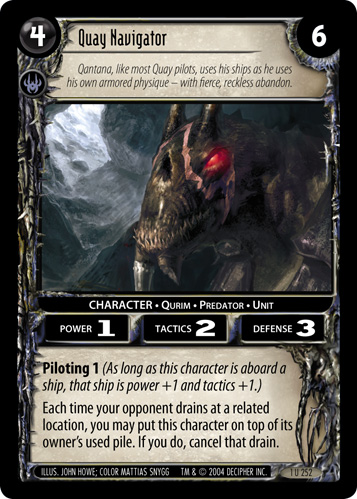 4 Quay Navigator 6
Qantana, like most Quay pilots, uses his ships as he uses
his own armored physique – with fierce, reckless abandon.
CHARACTER • QURIM • PREDATOR • UNIT
POWER 1 TACTICS 2 DEFENSE 3
Piloting 1 (As long as this character is aboard a
ship, that ship is power +1 and tactics +1.)
Each time your opponent drains at a related
location, you may put this character on top of its
owner's used pile. If you do, cancel that drain.
ILLUS. JOHN HOWE; COLOR MATTIAS SNYGG TM & © 2004 DECIPHER INC. 1 U 252